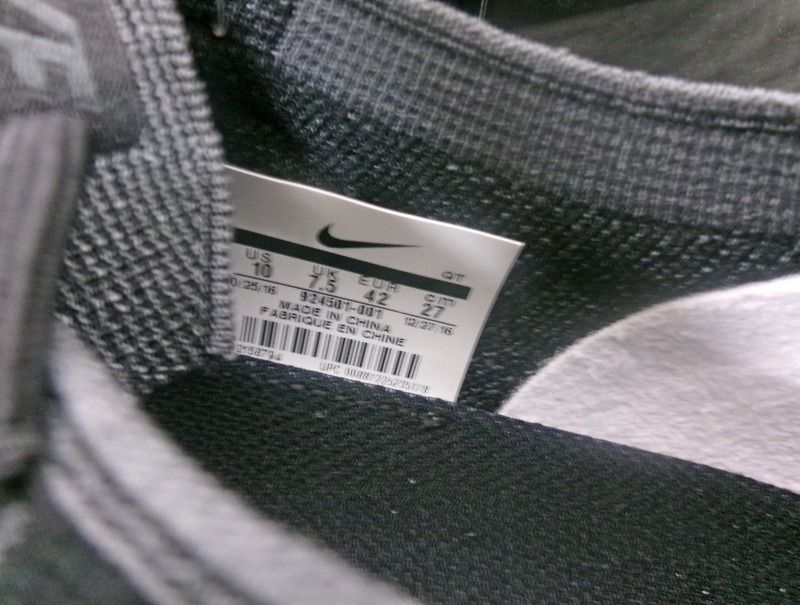 US UK EUR cm
10 7.5 42 27
0/25/16 924501-001 12/27/16
MADE IN CHINA
FABRIQUE EN CHINE